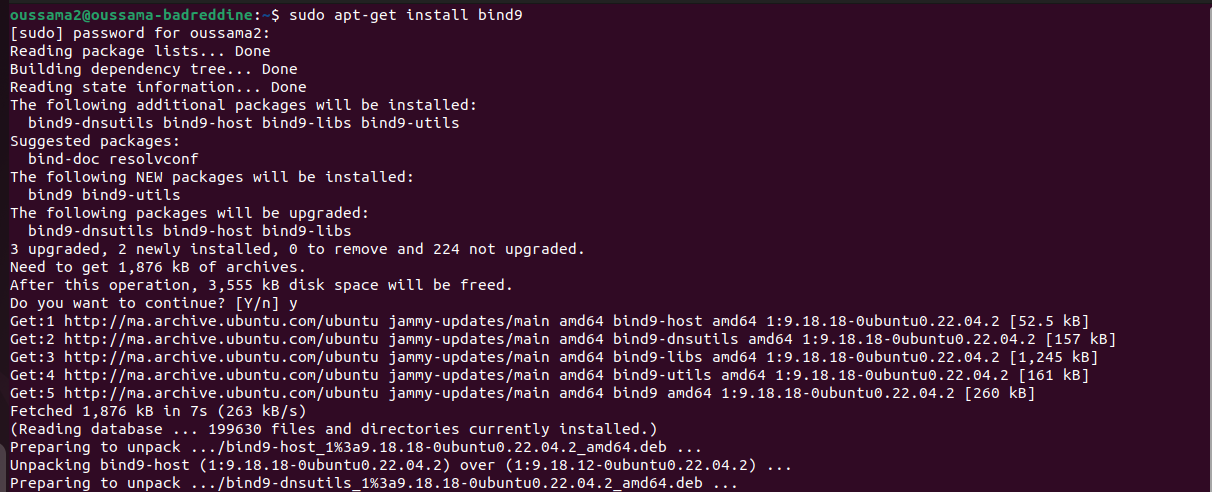 oussama2@oussama-badreddine:~$ sudo apt-get install bind9
[sudo] password for oussama2:
Reading package lists... Done
Building dependency tree... Done
Reading state information... Done
The following additional packages will be installed:
  bind9-dnsutils bind9-host bind9-libs bind9-utils
Suggested packages:
  bind-doc resolvconf
The following NEW packages will be installed:
  bind9 bind9-utils
The following packages will be upgraded:
  bind9-dnsutils bind9-host bind9-libs
3 upgraded, 2 newly installed, 0 to remove and 224 not upgraded.
Need to get 1,876 kB of archives.
After this operation, 3,555 kB disk space will be freed.
Do you want to continue? [Y/n] y
Get:1 http://ma.archive.ubuntu.com/ubuntu jammy-updates/main amd64 bind9-host amd64 1:9.18.18-0ubuntu0.22.04.2 [52.5 kB]
Get:2 http://ma.archive.ubuntu.com/ubuntu jammy-updates/main amd64 bind9-dnsutils amd64 1:9.18.18-0ubuntu0.22.04.2 [157 kB]
Get:3 http://ma.archive.ubuntu.com/ubuntu jammy-updates/main amd64 bind9-libs amd64 1:9.18.18-0ubuntu0.22.04.2 [1,245 kB]
Get:4 http://ma.archive.ubuntu.com/ubuntu jammy-updates/main amd64 bind9-utils amd64 1:9.18.18-0ubuntu0.22.04.2 [161 kB]
Get:5 http://ma.archive.ubuntu.com/ubuntu jammy-updates/main amd64 bind9 amd64 1:9.18.18-0ubuntu0.22.04.2 [260 kB]
Fetched 1,876 kB in 7s (263 kB/s)
(Reading database ... 199630 files and directories currently installed.)
Preparing to unpack .../bind9-host_1%3a9.18.18-0ubuntu0.22.04.2_amd64.deb ...
Unpacking bind9-host (1:9.18.18-0ubuntu0.22.04.2) over (1:9.18.12-0ubuntu0.22.04.2) ...
Preparing to unpack .../bind9-dnsutils_1%3a9.18.18-0ubuntu0.22.04.2_amd64.deb ...